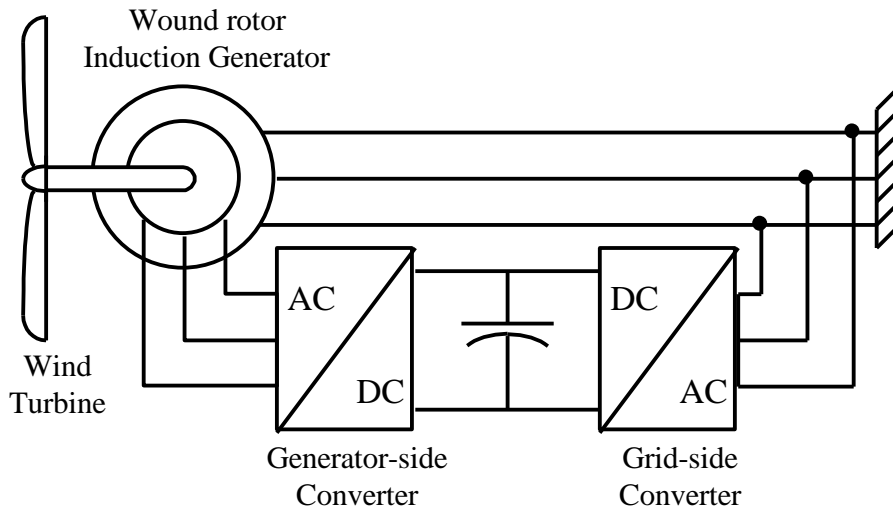 Wound rotor
Induction Generator
AC
DC
DC
AC
Wind
Turbine
Generator-side
Converter
Grid-side
Converter